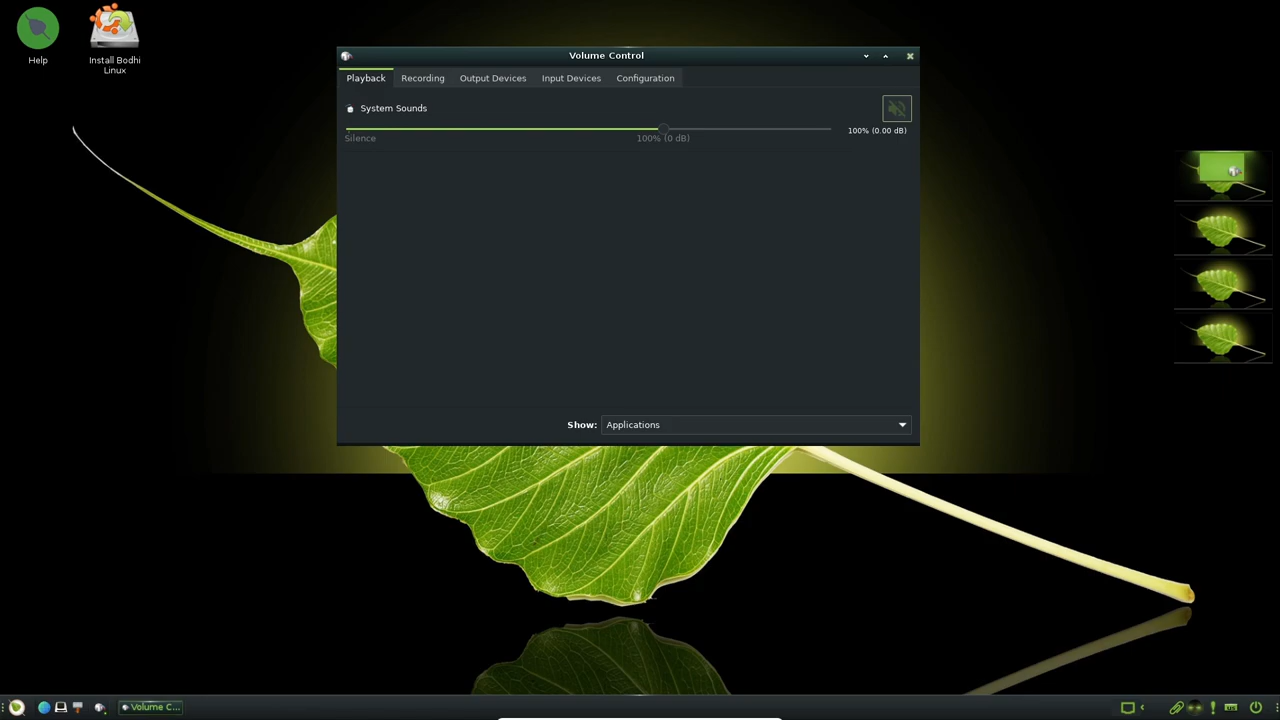 Help
Install Bodhi
Linux
Volume Control
Playback
Recording
Output Devices
Input Devices
Configuration
System Sounds
100% (0.00 dB)
Silence
100% (0 dB)
Show:
Applications
Volume C...